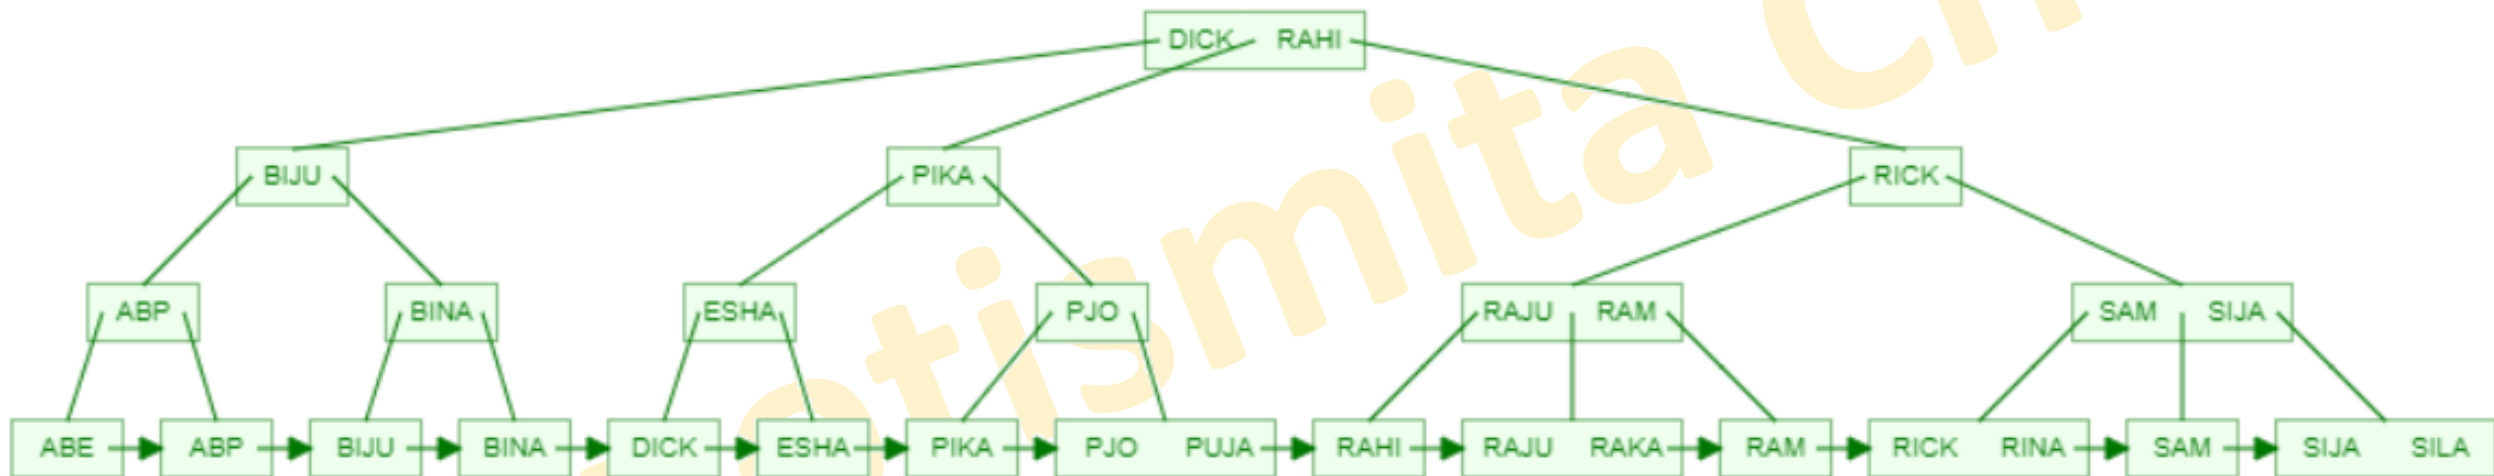 DICK RAHI
BIJU PIKA RICK
ABP BINA ESHA PJO RAJU RAM SAM SIJA
ABE ABP BIJU BINA DICK ESHA PIKA PJO PUJA RAHI RAJU RAKA RAM RICK RINA SAM SIJA SILA